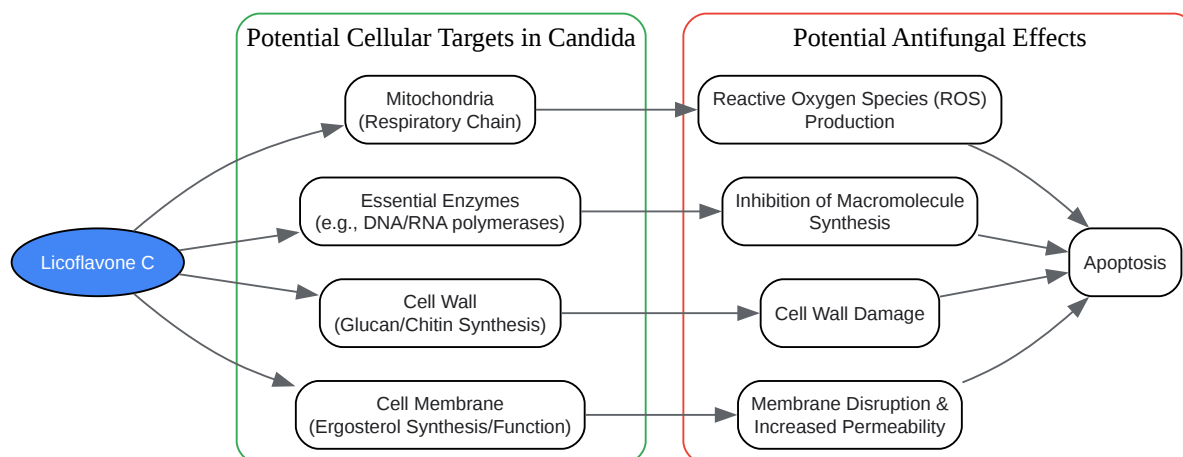 Potential Cellular Targets in Candida
Potential Antifungal Effects
Mitochondria
(Respiratory Chain)
Reactive Oxygen Species (ROS)
Production
Essential Enzymes
(e.g., DNA/RNA polymerases)
Inhibition of Macromolecule
Synthesis
Licoflavone C
Apoptosis
Cell Wall
(Glucan/Chitin Synthesis)
Cell Wall Damage
Cell Membrane
(Ergosterol Synthesis/Function)
Membrane Disruption &
Increased Permeability